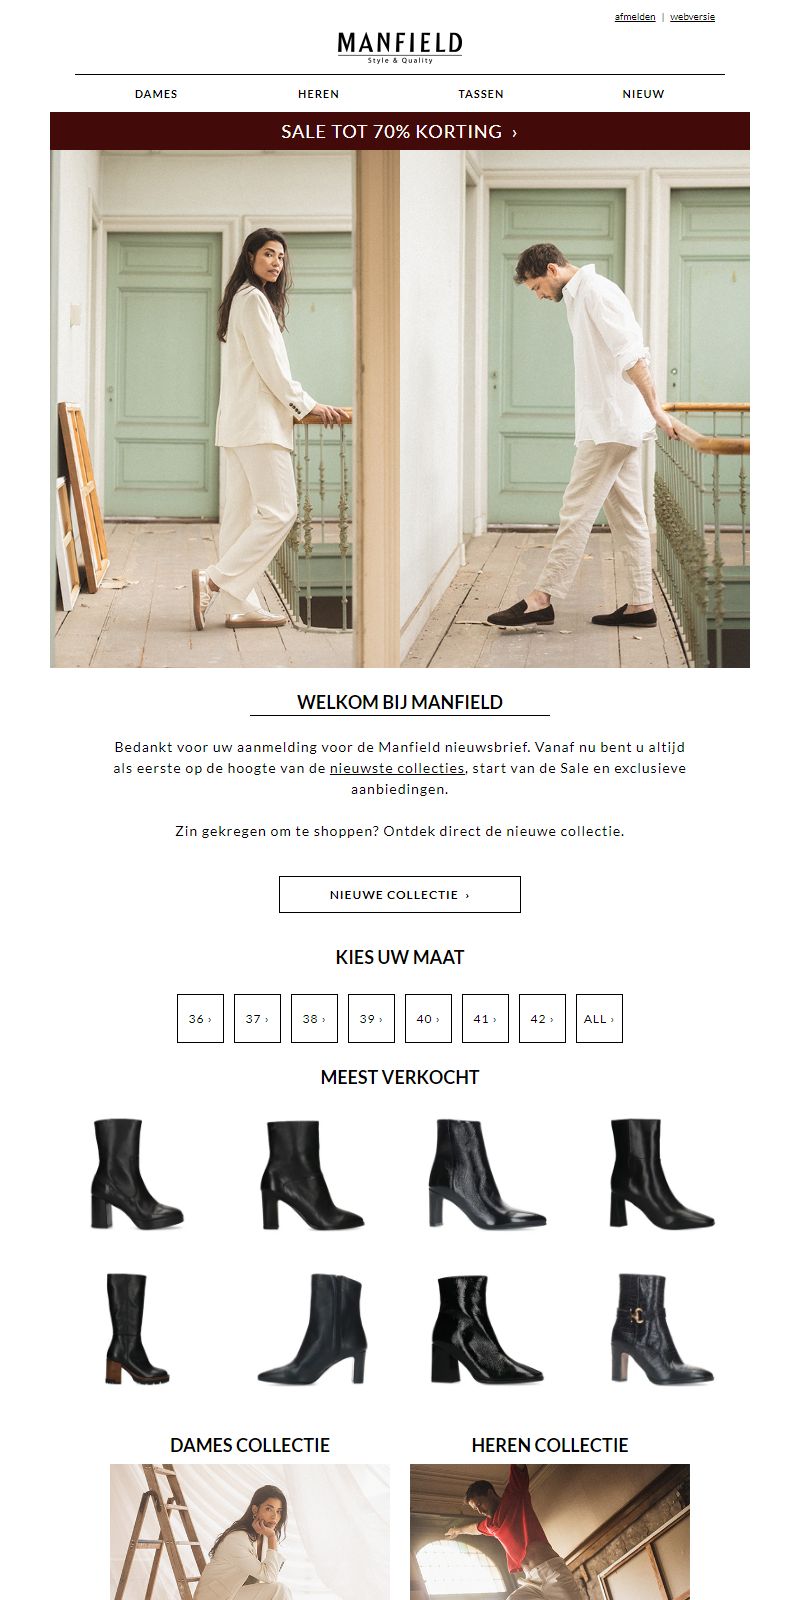 afmelden | webversie
MANFIELD
Style & Quality
DAMES HEREN TASSEN NIEUW
SALE TOT 70% KORTING ›
WELKOM BIJ MANFIELD
Bedankt voor uw aanmelding voor de Manfield nieuwsbrief. Vanaf nu bent u altijd
als eerste op de hoogte van de nieuwste collecties, start van de Sale en exclusieve
aanbiedingen.
Zin gekregen om te shoppen? Ontdek direct de nieuwe collectie.
NIEUWE COLLECTIE ›
KIES UW MAAT
36 › 37 › 38 › 39 › 40 › 41 › 42 › ALL ›
MEEST VERKOCHT
DAMES COLLECTIE HEREN COLLECTIE